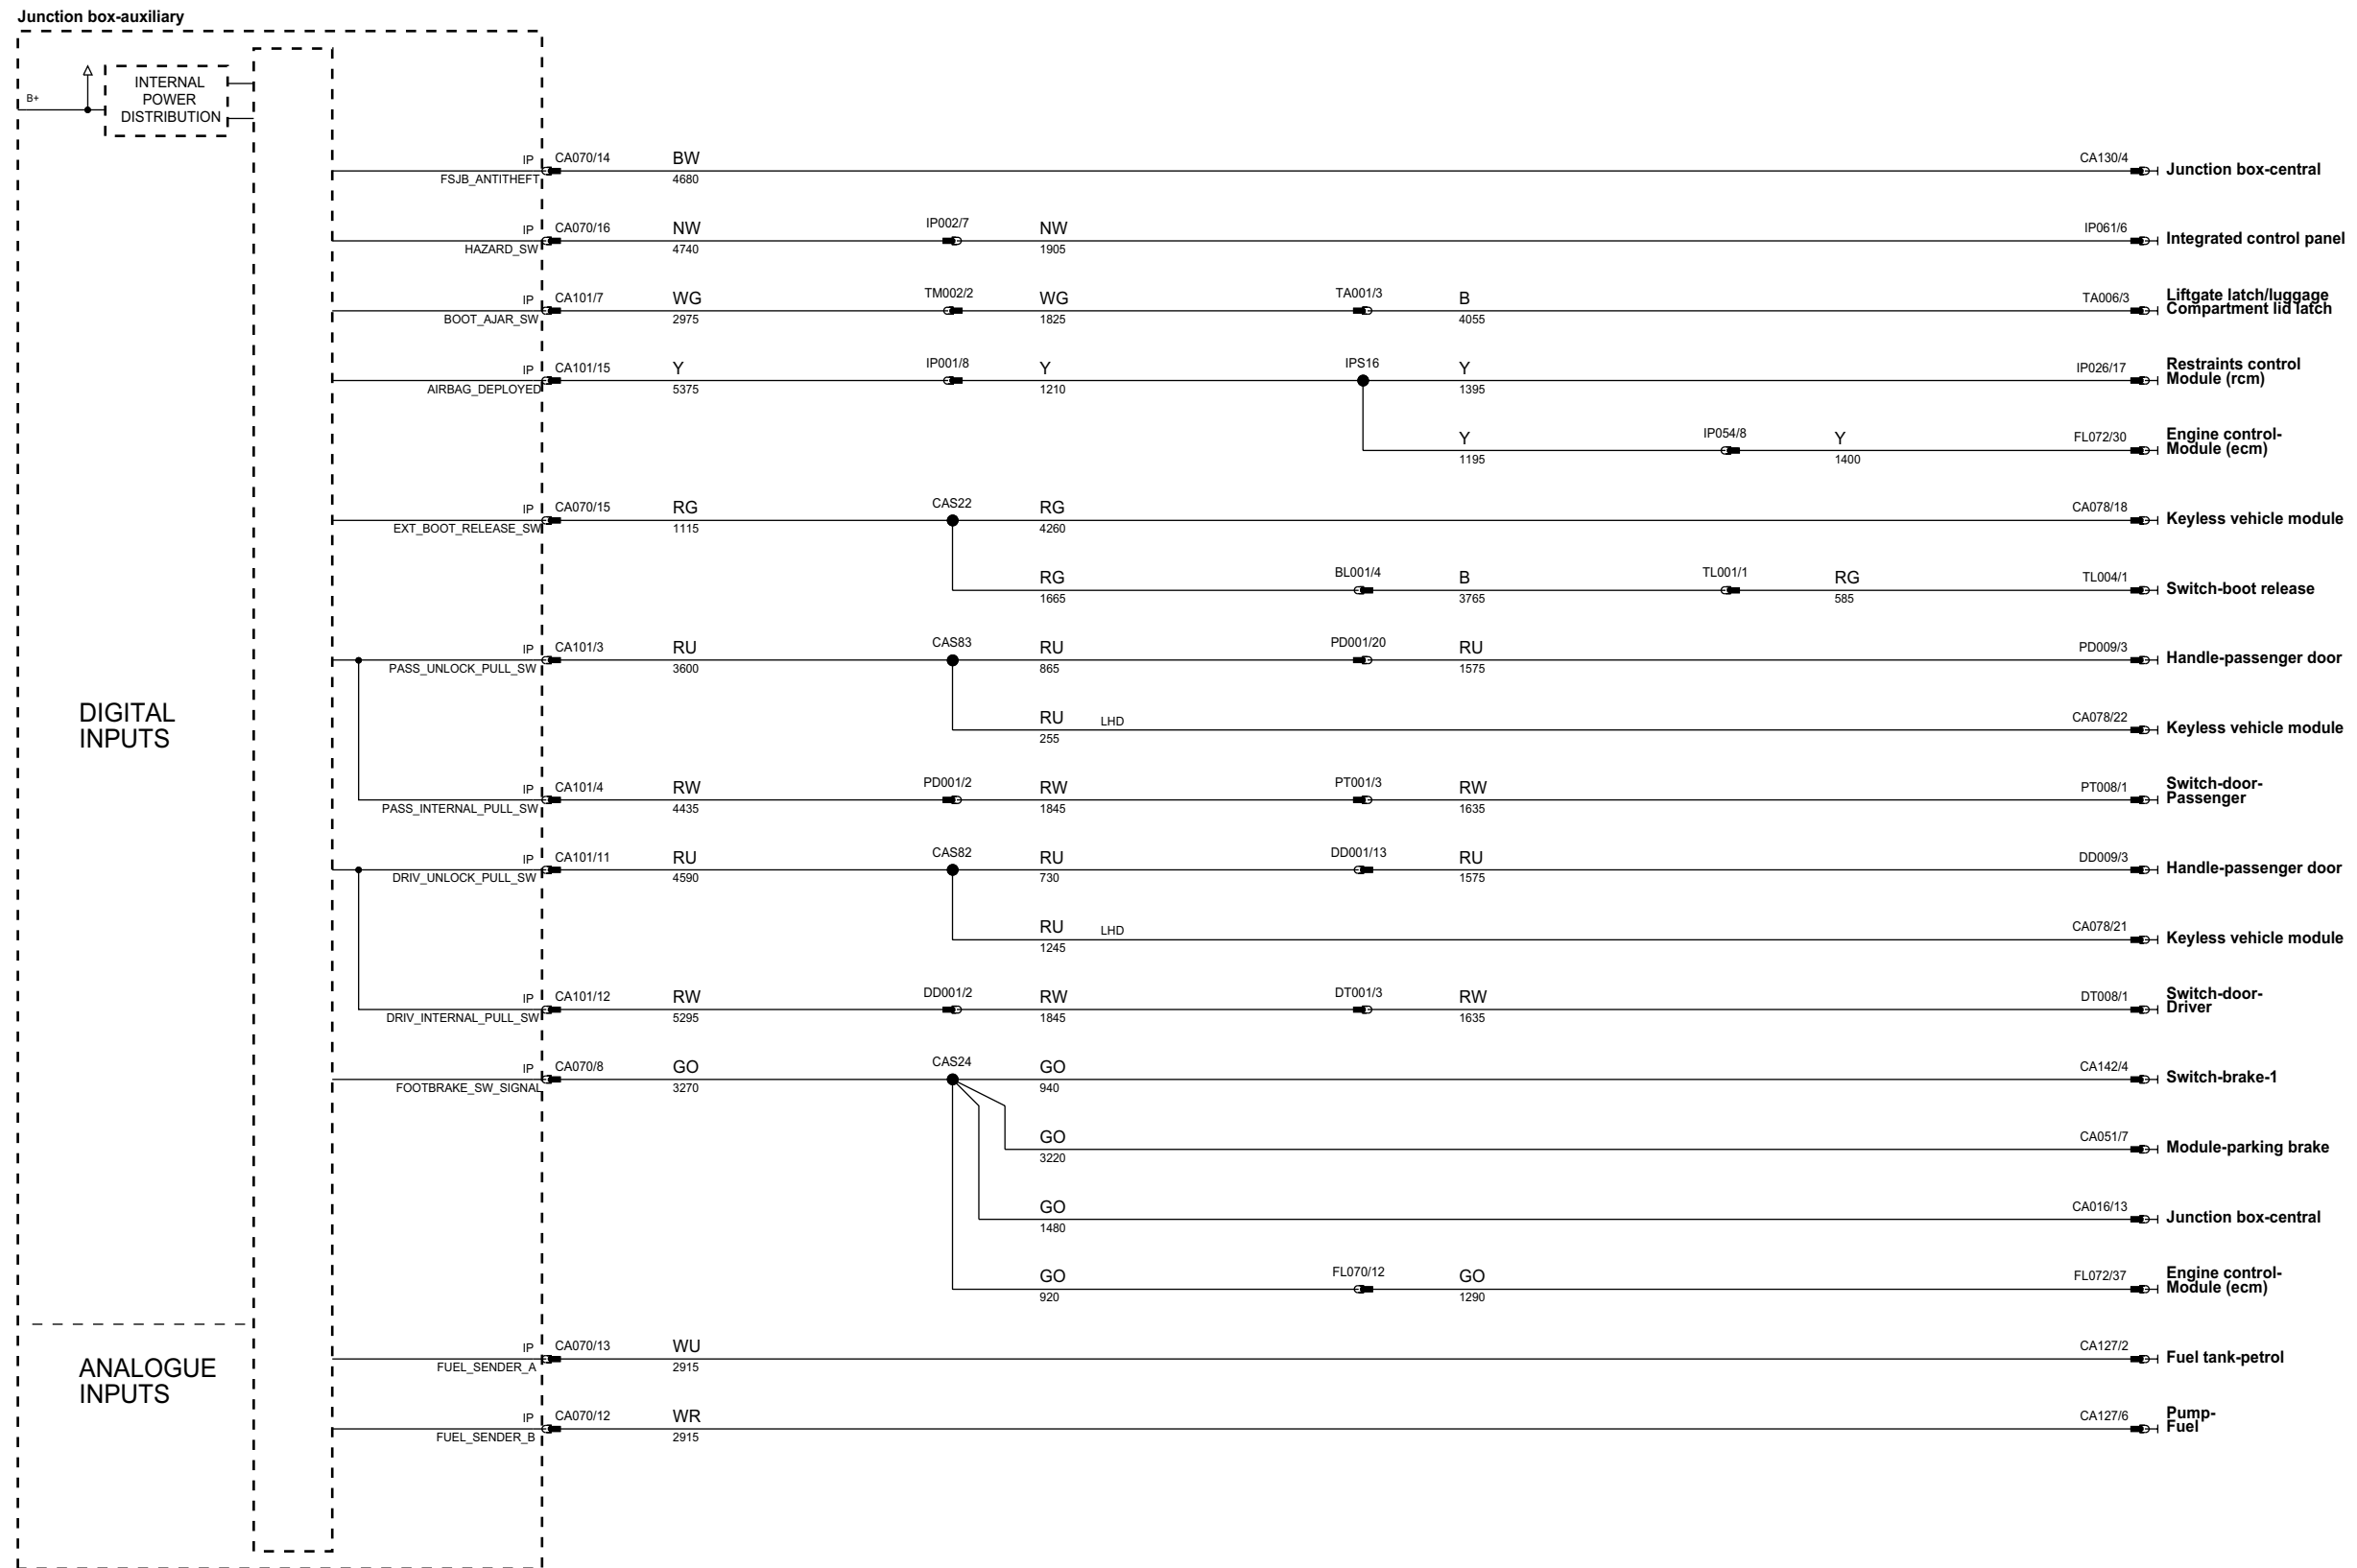 Junction box-auxiliary
B+
INTERNAL
POWER
DISTRIBUTION
IP CA070/14 BW CA130/4 Junction box-central
FSJB_ANTITHEFT 4680
IP CA070/16 NW IP002/7 NW IP061/6 Integrated control panel
HAZARD_SW 4740 1905
IP CA101/7 WG TM002/2 WG TA001/3 B TA006/3 Liftgate latch/luggage
Compartment lid latch
BOOT_AJAR_SW 2975 1825 4055
IP CA101/15 Y IP001/8 Y IPS16 Y IP026/17 Restraints control
Module (rcm)
AIRBAG_DEPLOYED 5375 1210 1395
Y IP054/8 Y FL072/30 Engine control-
Module (ecm)
1195 1400
IP CA070/15 RG CAS22 RG CA078/18 Keyless vehicle module
EXT_BOOT_RELEASE_SW 1115 4260
RG BL001/4 B TL001/1 RG TL004/1 Switch-boot release
1665 3765 585
IP CA101/3 RU CAS83 RU PD001/20 RU PD009/3 Handle-passenger door
PASS_UNLOCK_PULL_SW 3600 865 1575
DIGITAL
INPUTS
RU LHD CA078/22 Keyless vehicle module
255
IP CA101/4 RW PD001/2 RW PT001/3 RW PT008/1 Switch-door-
Passenger
PASS_INTERNAL_PULL_SW 4435 1845 1635
IP CA101/11 RU CAS82 RU DD001/13 RU DD009/3 Handle-passenger door
DRIV_UNLOCK_PULL_SW 4590 730 1575
RU LHD CA078/21 Keyless vehicle module
1245
IP CA101/12 RW DD001/2 RW DT001/3 RW DT008/1 Switch-door-
Driver
DRIV_INTERNAL_PULL_SW 5295 1845 1635
IP CA070/8 GO CAS24 GO CA142/4 Switch-brake-1
FOOTBRAKE_SW_SIGNAL 3270 940
GO CA051/7 Module-parking brake
3220
GO CA016/13 Junction box-central
1480
GO FL070/12 GO FL072/37 Engine control-
Module (ecm)
920 1290
ANALOGUE
INPUTS
IP CA070/13 WU CA127/2 Fuel tank-petrol
FUEL_SENDER_A 2915
IP CA070/12 WR CA127/6 Pump-
Fuel
FUEL_SENDER_B 2915